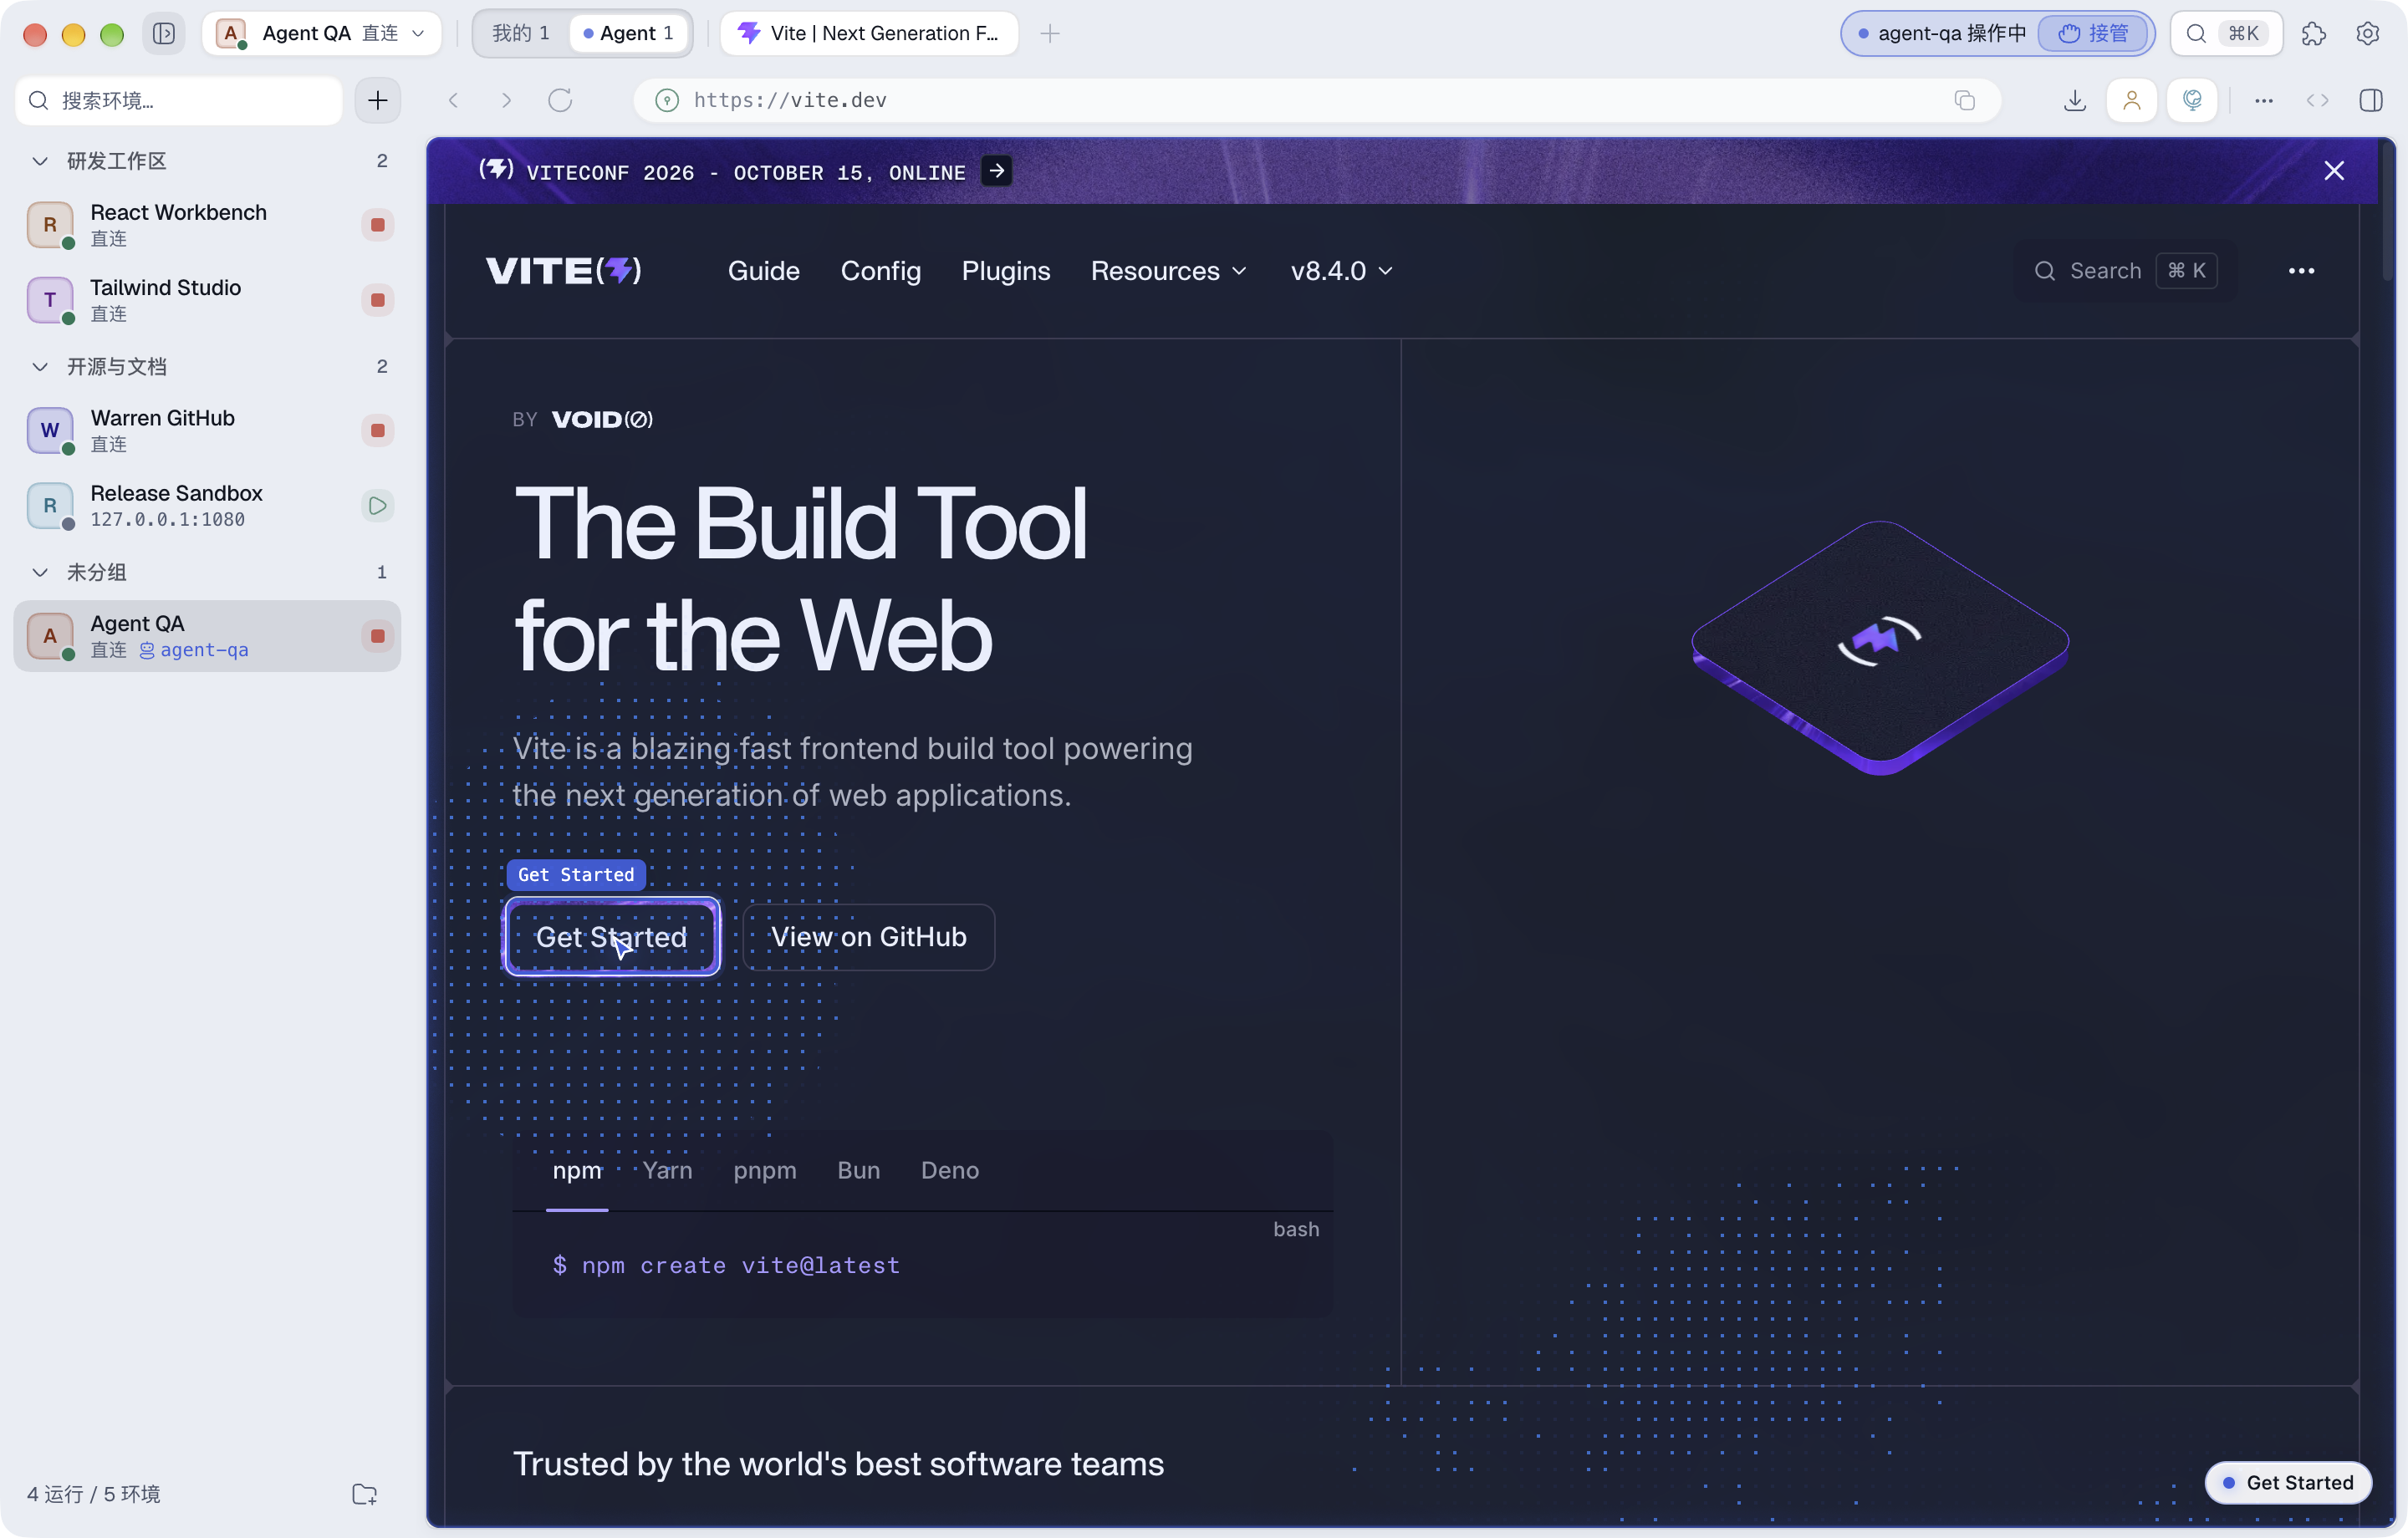 A Agent QA 直连
我的 1
Agent 1
Vite | Next Generation F...
agent-qa 操作中
接管
⌘K
搜索环境...
https://vite.dev
研发工作区 2
R React Workbench
直连
T Tailwind Studio
直连
开源与文档 2
W Warren GitHub
直连
R Release Sandbox
127.0.0.1:1080
未分组 1
A Agent QA
直连 agent-qa
4 运行 / 5 环境
VITECONF 2026 - OCTOBER 15, ONLINE
VITE
Guide
Config
Plugins
Resources
v8.4.0
Search ⌘ K
BY VOID(0)
The Build Tool
for the Web
Vite is a blazing fast frontend build tool powering
the next generation of web applications.
Get Started
Get Started
View on GitHub
npm
Yarn
pnpm
Bun
Deno
bash
$ npm create vite@latest
Trusted by the world's best software teams
Get Started